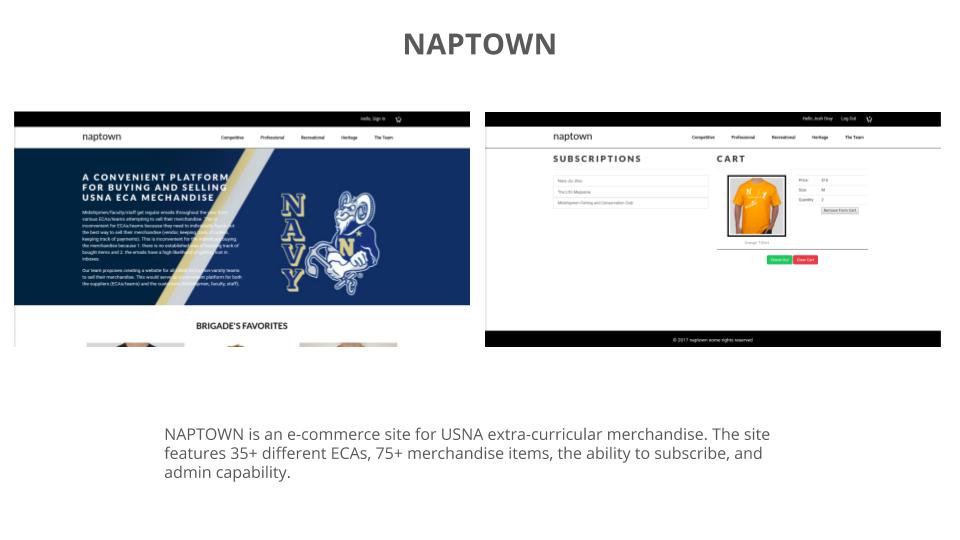 NAPTOWN
Hello, Sign In
naptown
Competitive Professional Recreational Heritage The Team
A CONVENIENT PLATFORM
FOR BUYING AND SELLING
USNA ECA MECHANDISE
Midshipmen/faculty/staff get regular emails throughout the year from
various ECAs/teams attempting to sell their merchandise. This is
inconvenient for ECAs/teams because they need to individually figure out
the best way to sell their merchandise (vendor, keeping track of orders,
keeping track of payments). This is inconvenient for the individual buying
the merchandise because 1. there is no established way of keeping track of
bought items and 2. the emails have a high likelihood of getting lost in
inboxes.
Our team proposes creating a website for all non-varsity teams
to sell their merchandise. This would serve as a convenient platform for both
the suppliers (ECAs/teams) and the customers (midshipmen, faculty, staff).
NAVY
N
BRIGADE'S FAVORITES
Hello, Josh Dray Log Out
naptown
Competitive Professional Recreational Heritage The Team
SUBSCRIPTIONS
Navy Jiu Jitsu
The LOG Magazine
Midshipmen Fishing and Conservation Club
CART
Price:
Size: M
Quantity: 2
Remove From Cart
Orange T-Shirt
Check Out Clear Cart
© 2017 naptown some rights reserved
NAPTOWN is an e-commerce site for USNA extra-curricular merchandise. The site
features 35+ different ECAs, 75+ merchandise items, the ability to subscribe, and
admin capability.